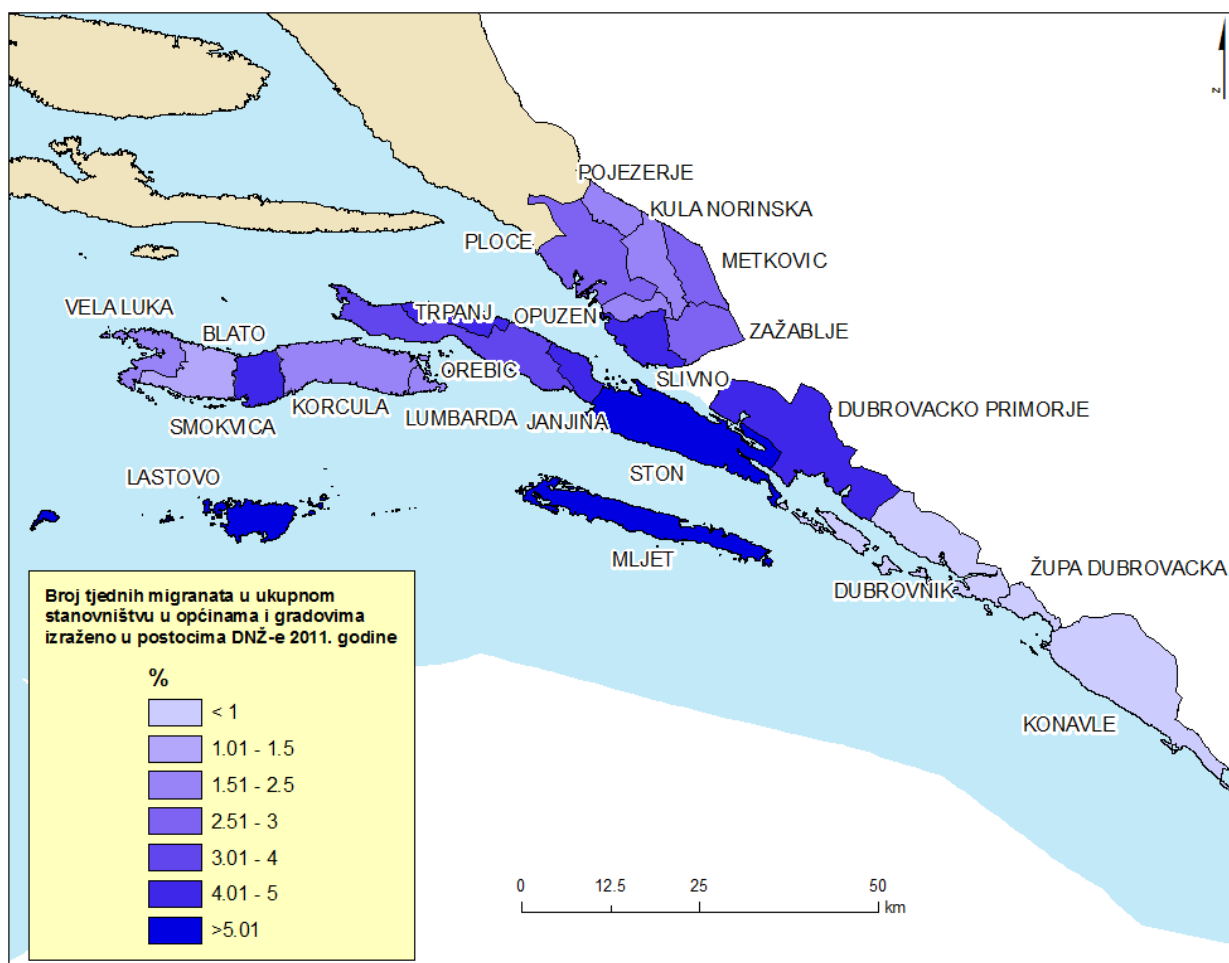 z
POJEZERJE
KULA NORINSKA
PLOCE
METKOVIC
VELA LUKA
TRPANJ
OPUZEN
BLATO
ZAŽABLJE
OREBIC
SLIVNO
KORCULA
DUBROVACKO PRIMORJE
SMOKVICA
LUMBARDA
JANJINA
LASTOVO
STON
MLJET
ŽUPA DUBROVACKA
DUBROVNIK
KONAVLE
Broj tjednih migranata u ukupnom
stanovništvu u općinama i gradovima
izraženo u postocima DNŽ-e 2011. godine
%
< 1
1.01 - 1.5
1.51 - 2.5
2.51 - 3
3.01 - 4
4.01 - 5
>5.01
0 12.5 25 50
km